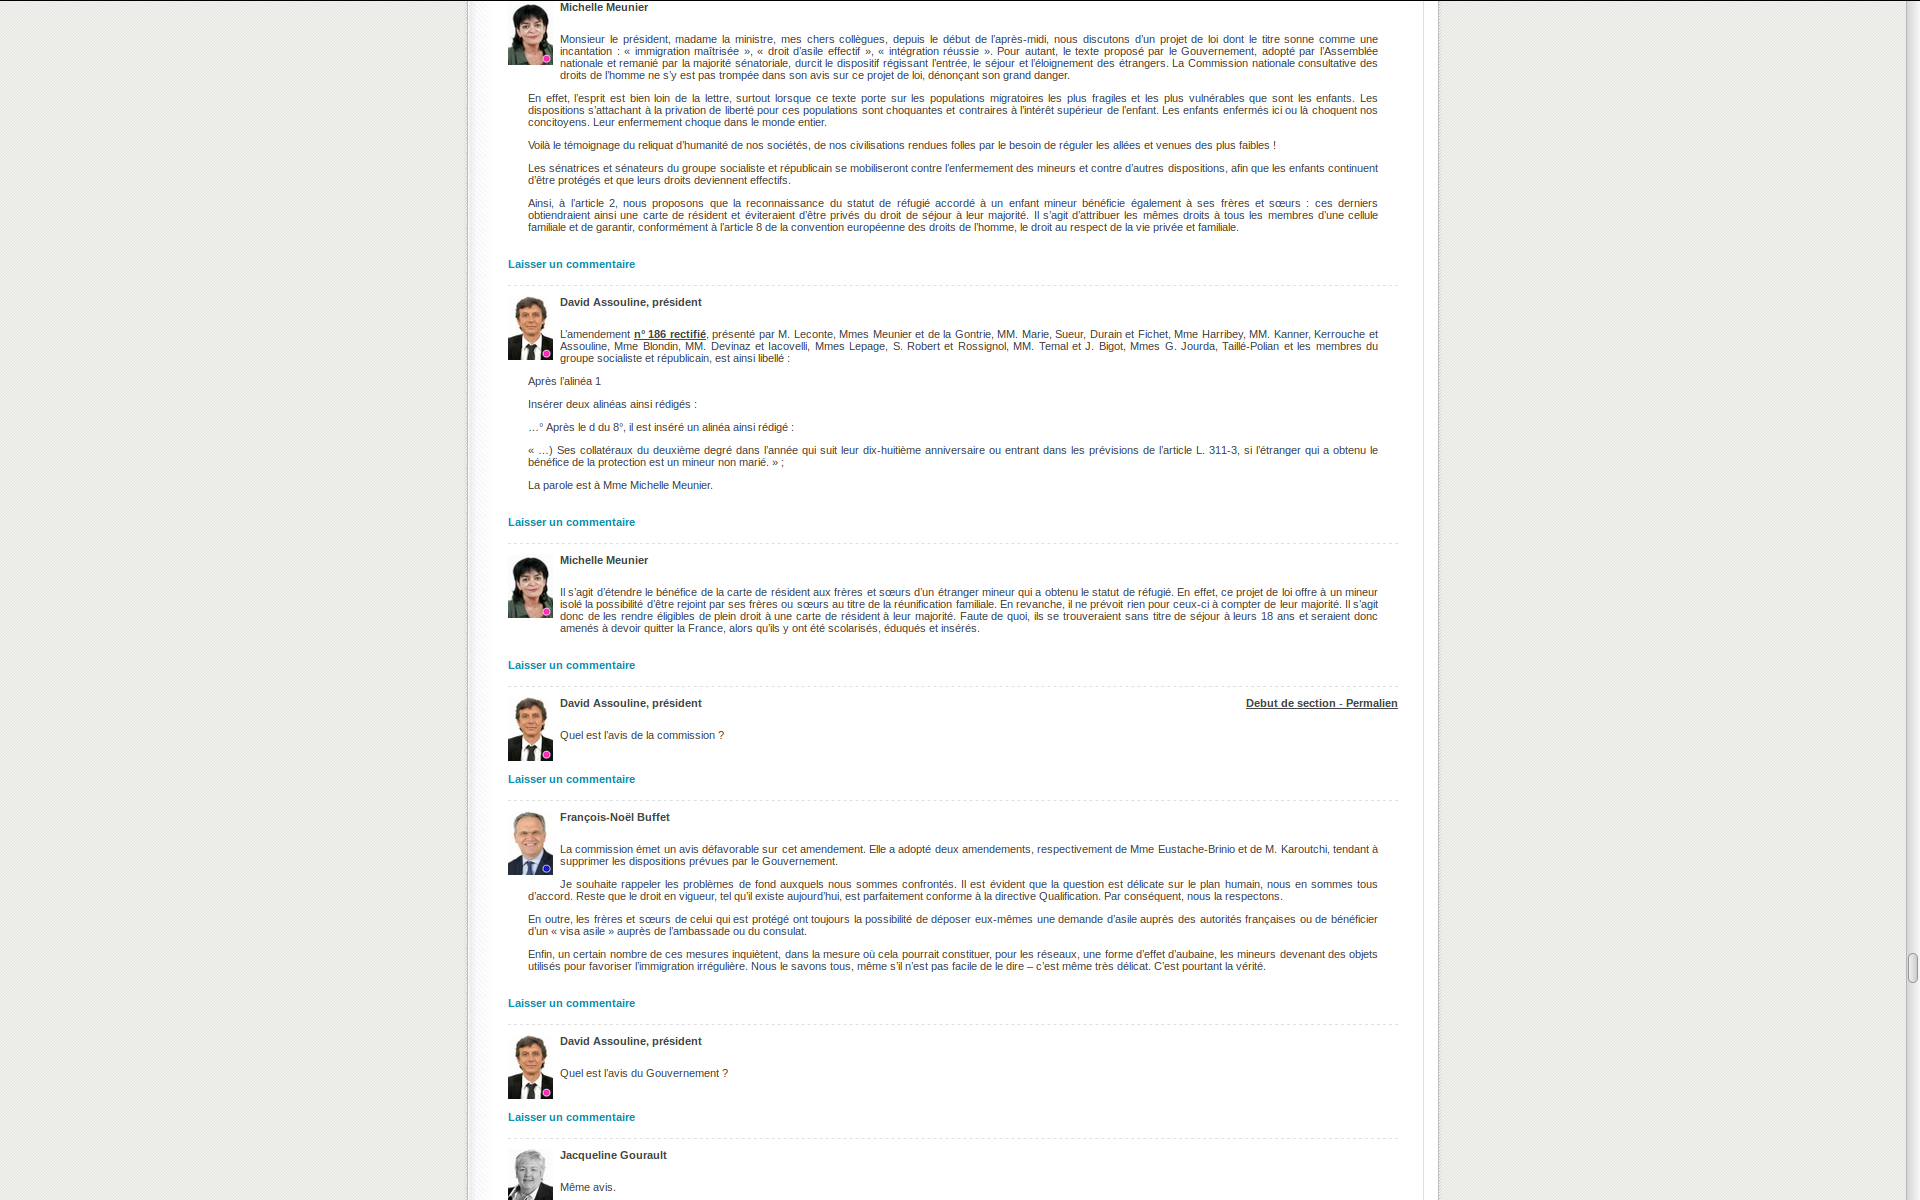 Michelle Meunier
Monsieur le président, madame la ministre, mes chers collègues, depuis le début de l'après-midi, nous discutons d'un projet de loi dont le titre sonne comme une
incantation : « immigration maîtrisée », « droit d'asile effectif », « intégration réussie ». Pour autant, le texte proposé par le Gouvernement, adopté par l'Assemblée
nationale et remanié par la majorité sénatoriale, durcit le dispositif régissant l'entrée, le séjour et l'éloignement des étrangers. La Commission nationale consultative des
droits de l'homme ne s'y est pas trompée dans son avis sur ce projet de loi, dénonçant son grand danger.
En effet, l'esprit est bien loin de la lettre, surtout lorsque ce texte porte sur les populations migratoires les plus fragiles et les plus vulnérables que sont les enfants. Les
dispositions s'attachant à la privation de liberté pour ces populations sont choquantes et contraires à l'intérêt supérieur de l'enfant. Les enfants enfermés ici ou là choquent nos
concitoyens. Leur enfermement choque dans le monde entier.
Voilà le témoignage du reliquat d'humanité de nos sociétés, de nos civilisations rendues folles par le besoin de réguler les allées et venues des plus faibles !
Les sénatrices et sénateurs du groupe socialiste et républicain se mobiliseront contre l'enfermement des mineurs et contre d'autres dispositions, afin que les enfants continuent
d'être protégés et que leurs droits deviennent effectifs.
Ainsi, à l'article 2, nous proposons que la reconnaissance du statut de réfugié accordé à un enfant mineur bénéficie également à ses frères et sœurs : ces derniers
obtiendraient ainsi une carte de résident et éviteraient d'être privés du droit de séjour à leur majorité. Il s'agit d'attribuer les mêmes droits à tous les membres d'une cellule
familiale et de garantir, conformément à l'article 8 de la convention européenne des droits de l'homme, le droit au respect de la vie privée et familiale.
Laisser un commentaire
David Assouline, président
L'amendement n° 186 rectifié, présenté par M. Leconte, Mmes Meunier et de la Gontrie, MM. Marie, Sueur, Durain et Fichet, Mme Harribey, MM. Kanner, Kerrouche et
Assouline, Mme Blondin, MM. Devinaz et Iacovelli, Mmes Lepage, S. Robert et Rossignol, MM. Temal et J. Bigot, Mmes G. Jourda, Taillé-Polian et les membres du
groupe socialiste et républicain, est ainsi libellé :
Après l'alinéa 1
Insérer deux alinéas ainsi rédigés :
…° Après le d du 8°, il est inséré un alinéa ainsi rédigé :
« …) Ses collatéraux du deuxième degré dans l'année qui suit leur dix-huitième anniversaire ou entrant dans les prévisions de l'article L. 311-3, si l'étranger qui a obtenu le
bénéfice de la protection est un mineur non marié. » ;
La parole est à Mme Michelle Meunier.
Laisser un commentaire
Michelle Meunier
Il s'agit d'étendre le bénéfice de la carte de résident aux frères et sœurs d'un étranger mineur qui a obtenu le statut de réfugié. En effet, ce projet de loi offre à un mineur
isolé la possibilité d'être rejoint par ses frères ou sœurs au titre de la réunification familiale. En revanche, il ne prévoit rien pour ceux-ci à compter de leur majorité. Il s'agit
donc de les rendre éligibles de plein droit à une carte de résident à leur majorité. Faute de quoi, ils se trouveraient sans titre de séjour à leurs 18 ans et seraient donc
amenés à devoir quitter la France, alors qu'ils y ont été scolarisés, éduqués et insérés.
Laisser un commentaire
David Assouline, président
Debut de section - Permalien
Quel est l'avis de la commission ?
Laisser un commentaire
François-Noël Buffet
La commission émet un avis défavorable sur cet amendement. Elle a adopté deux amendements, respectivement de Mme Eustache-Brinio et de M. Karoutchi, tendant à
supprimer les dispositions prévues par le Gouvernement.
Je souhaite rappeler les problèmes de fond auxquels nous sommes confrontés. Il est évident que la question est délicate sur le plan humain, nous en sommes tous
d'accord. Reste que le droit en vigueur, tel qu'il existe aujourd'hui, est parfaitement conforme à la directive Qualification. Par conséquent, nous la respectons.
En outre, les frères et sœurs de celui qui est protégé ont toujours la possibilité de déposer eux-mêmes une demande d'asile auprès des autorités françaises ou de bénéficier
d'un « visa asile » auprès de l'ambassade ou du consulat.
Enfin, un certain nombre de ces mesures inquiètent, dans la mesure où cela pourrait constituer, pour les réseaux, une forme d'effet d'aubaine, les mineurs devenant des objets
utilisés pour favoriser l'immigration irrégulière. Nous le savons tous, même s'il n'est pas facile de le dire – c'est même très délicat. C'est pourtant la vérité.
Laisser un commentaire
David Assouline, président
Quel est l'avis du Gouvernement ?
Laisser un commentaire
Jacqueline Gourault
Même avis.